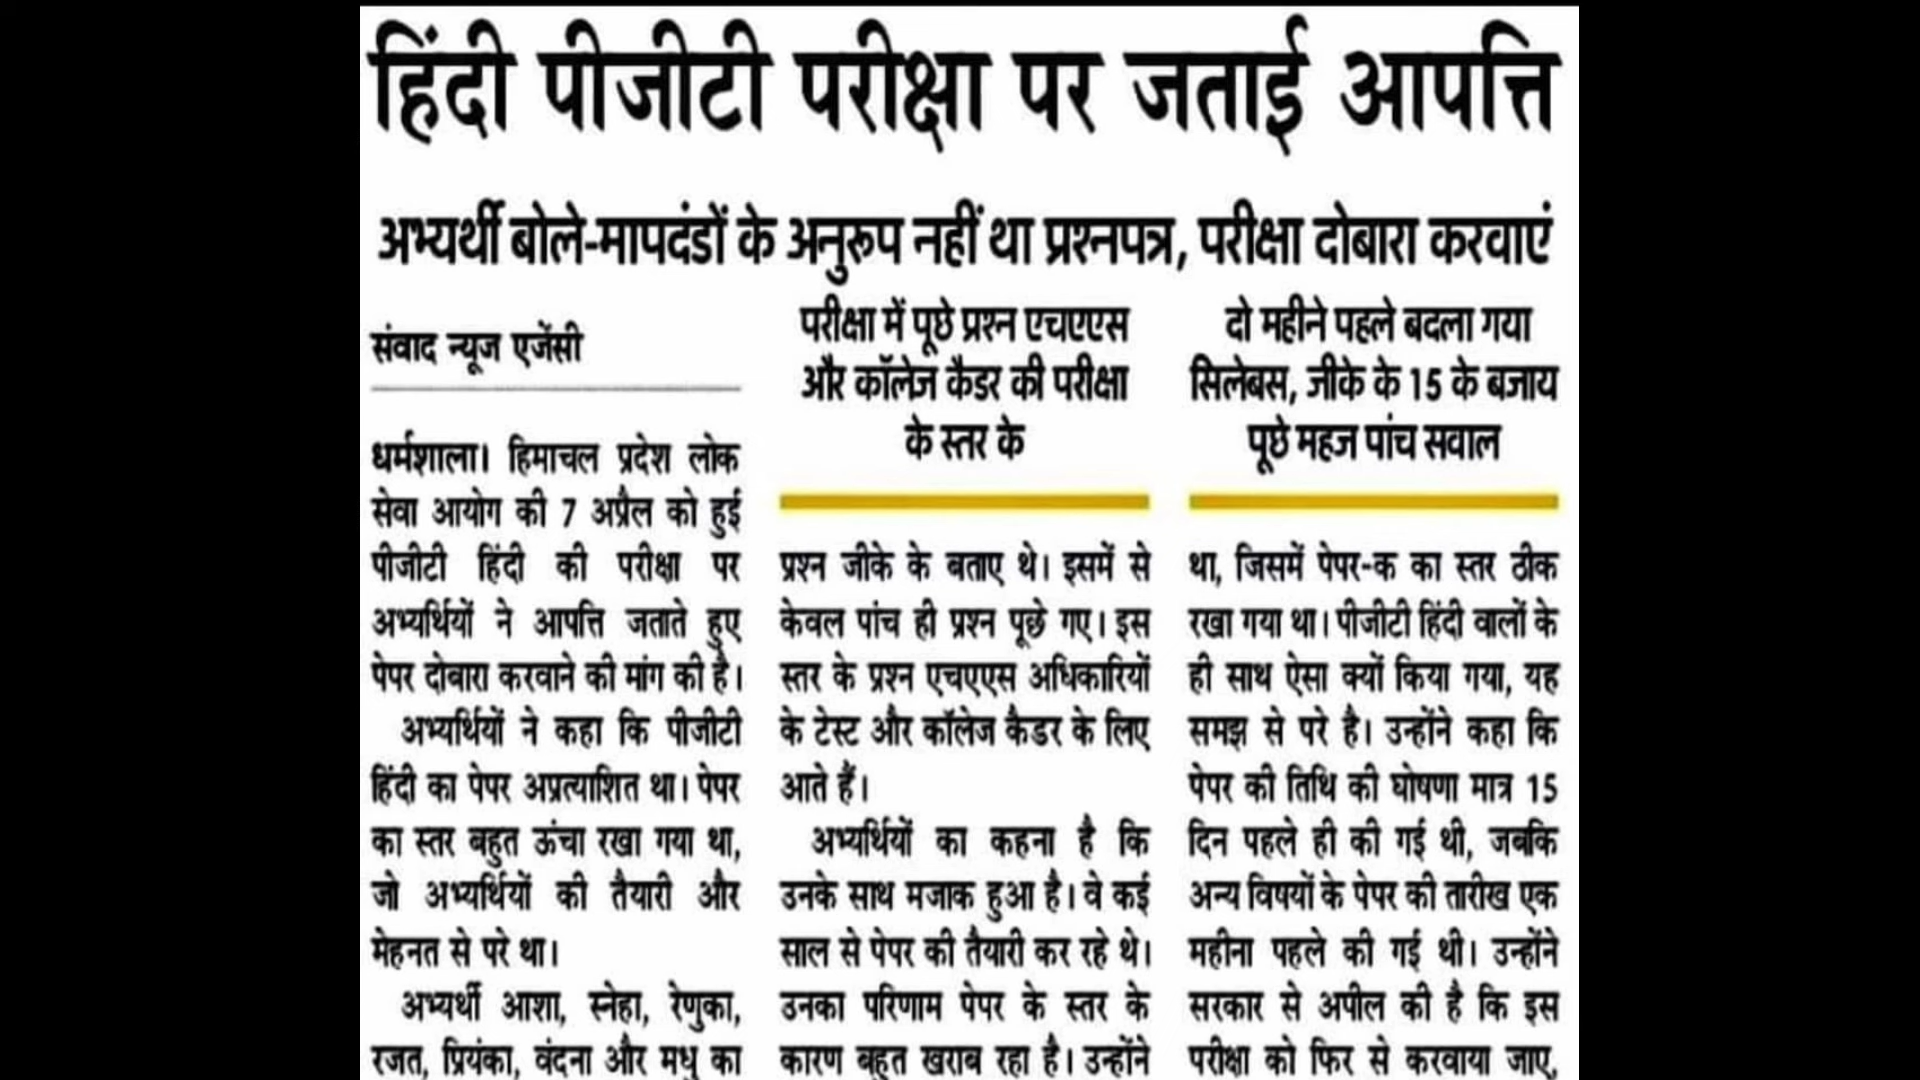 हिंदी पीजीटी परीक्षा पर जताई आपत्ति
अभ्यर्थी बोले-मापदंडों के अनुरूप नहीं था प्रश्नपत्र, परीक्षा दोबारा करवाएं
संवाद न्यूज एजेंसी
धर्मशाला। हिमाचल प्रदेश लोक
सेवा आयोग की 7 अप्रैल को हुई
पीजीटी हिंदी की परीक्षा पर
अभ्यर्थियों ने आपत्ति जताते हुए
पेपर दोबारा करवाने की मांग की है।
अभ्यर्थियों ने कहा कि पीजीटी
हिंदी का पेपर अप्रत्याशित था। पेपर
का स्तर बहुत ऊंचा रखा गया था,
जो अभ्यर्थियों की तैयारी और
मेहनत से परे था।
अभ्यर्थी आशा, स्नेहा, रेणुका,
रजत, प्रियंका, वंदना और मधु का
परीक्षा में पूछे प्रश्न एचएएस
और कॉलेज कैडर की परीक्षा
के स्तर के
प्रश्न जीके के बताए थे। इसमें से
केवल पांच ही प्रश्न पूछे गए। इस
स्तर के प्रश्न एचएएस अधिकारियों
के टेस्ट और कॉलेज कैडर के लिए
आते हैं।
अभ्यर्थियों का कहना है कि
उनके साथ मजाक हुआ है। वे कई
साल से पेपर की तैयारी कर रहे थे।
उनका परिणाम पेपर के स्तर के
कारण बहुत खराब रहा है। उन्होंने
दो महीने पहले बदला गया
सिलेबस, जीके के 15 के बजाय
पूछे महज पांच सवाल
था, जिसमें पेपर-क का स्तर ठीक
रखा गया था। पीजीटी हिंदी वालों के
ही साथ ऐसा क्यों किया गया, यह
समझ से परे है। उन्होंने कहा कि
पेपर की तिथि की घोषणा मात्र 15
दिन पहले ही की गई थी, जबकि
अन्य विषयों के पेपर की तारीख एक
महीना पहले की गई थी। उन्होंने
सरकार से अपील की है कि इस
परीक्षा को फिर से करवाया जाए,